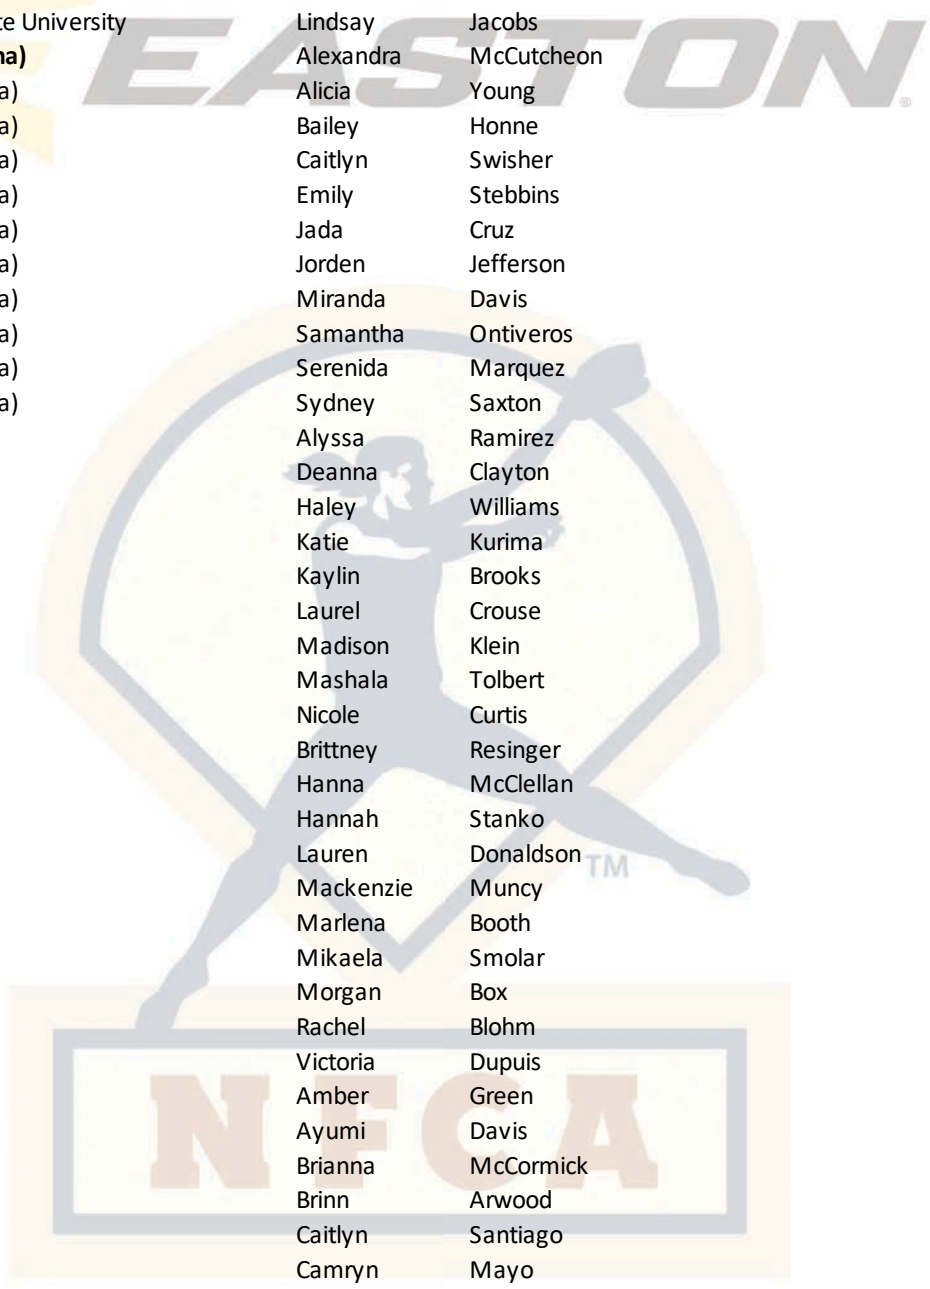 te University Lindsay Jacobs
na) Alexandra McCutcheon
EASTON
a) Alicia Young
a) Bailey Honne
a) Caitlyn Swisher
a) Emily Stebbins
a) Jada Cruz
a) Jorden Jefferson
a) Miranda Davis
a) Samantha Ontiveros
a) Serenida Marquez
a) Sydney Saxton
Alyssa Ramirez
Deanna Clayton
Haley Williams
Katie Kurima
Kaylin Brooks
Laurel Crouse
Madison Klein
Mashala Tolbert
Nicole Curtis
Brittney Resinger
Hanna McClellan
Hannah Stanko
Lauren Donaldson
TM
Mackenzie Muncy
Marlena Booth
Mikaela Smolar
Morgan Box
Rachel Blohm
Victoria Dupuis
Amber Green
Ayumi Davis
NFCA
Brianna McCormick
Brinn Arwood
Caitlyn Santiago
Camryn Mayo